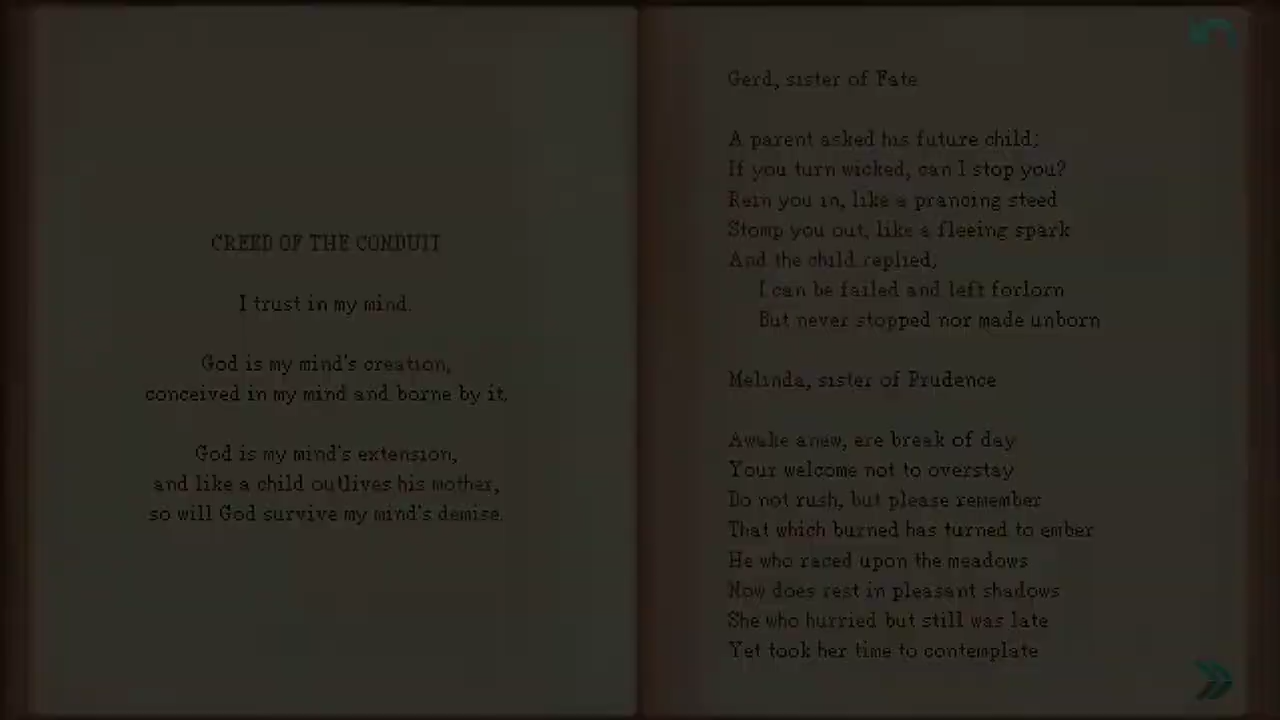 CREED OF THE CONDUIT
I trust in my mind.
God is my mind's creation,
conceived in my mind and borne by it.
God is my mind's extension,
and like a child outlives his mother,
so will God survive my mind's demise.
Gerd, sister of Fate
A parent asked his future child;
If you turn wicked, can I stop you?
Rein you in, like a prancing steed
Stomp you out, like a fleeing spark
And the child replied,
I can be failed and left forlorn
But never stopped nor made unborn
Melinda, sister of Prudence
Awake anew, ere break of day
Your welcome not to overstay
Do not rush, but please remember
That which burned has turned to ember
He who raced upon the meadows
Now does rest in pleasant shadows
She who hurried but still was late
Yet took her time to contemplate